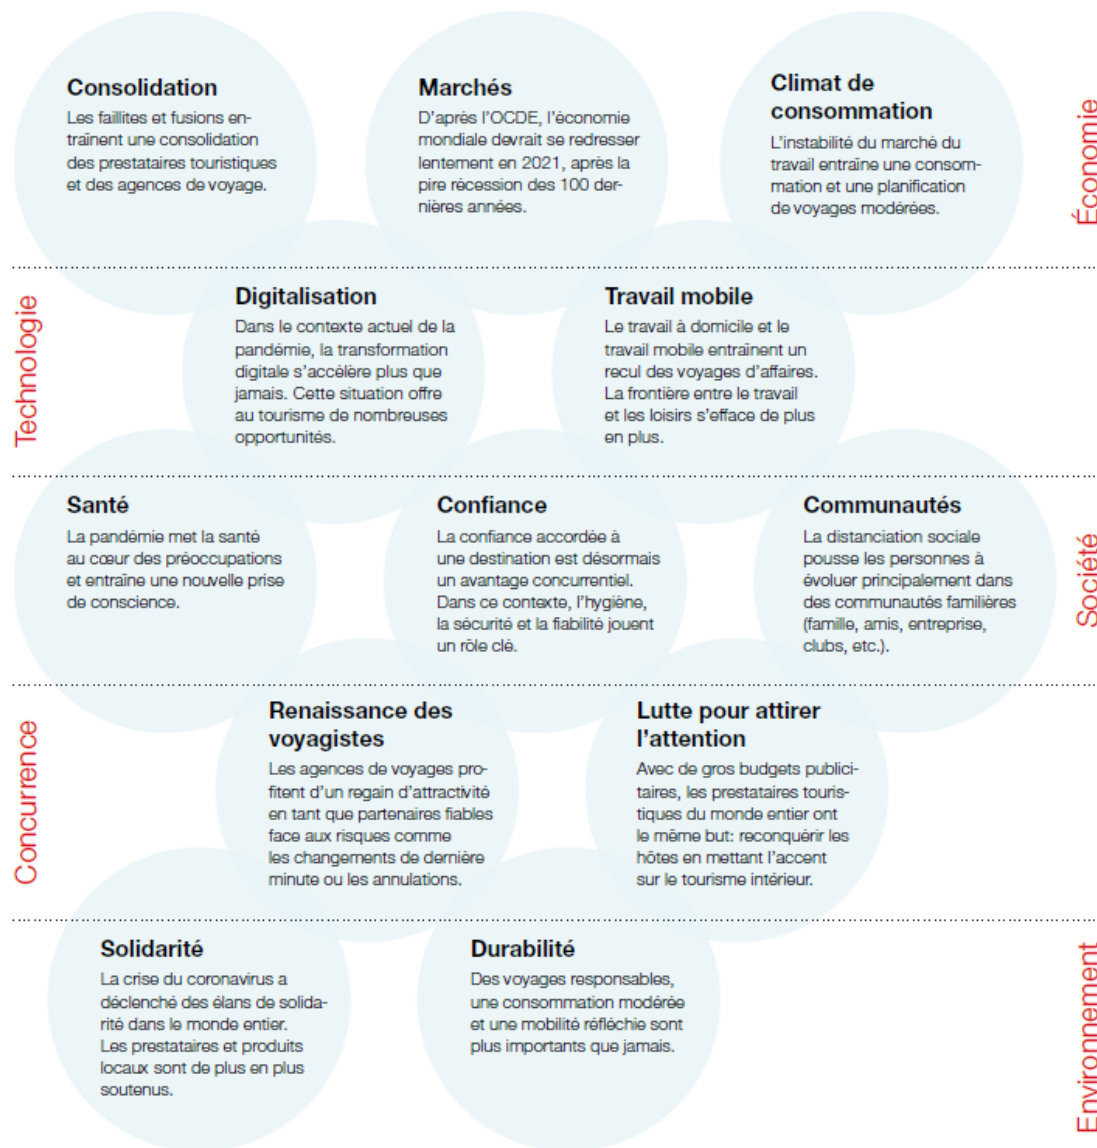 Consolidation
Les faillites et fusions en-
traînent une consolidation
des prestataires touristiques
et des agences de voyage.
Marchés
D'après l'OCDE, l'économie
mondiale devrait se redresser
lentement en 2021, après la
pire récession des 100 der-
nières années.
Climat de
consommation
L'instabilité du marché du
travail entraîne une consom-
mation et une planification
de voyages modérées.
Économie
Technologie
Digitalisation
Dans le contexte actuel de la
pandémie, la transformation
digitale s'accélère plus que
jamais. Cette situation offre
au tourisme de nombreuses
opportunités.
Travail mobile
Le travail à domicile et le
travail mobile entraînent un
recul des voyages d'affaires.
La frontière entre le travail
et les loisirs s'efface de plus
en plus.
Santé
La pandémie met la santé
au cœur des préoccupations
et entraîne une nouvelle prise
de conscience.
Confiance
La confiance accordée à
une destination est désormais
un avantage concurrentiel.
Dans ce contexte, l'hygiène,
la sécurité et la fiabilité jouent
un rôle clé.
Communautés
La distanciation sociale
pousse les personnes à
évoluer principalement dans
des communautés familières
(famille, amis, entreprise,
clubs, etc.).
Société
Concurrence
Renaissance des
voyagistes
Les agences de voyages pro-
fitent d'un regain d'attractivité
en tant que partenaires fiables
face aux risques comme
les changements de dernière
minute ou les annulations.
Lutte pour attirer
l'attention
Avec de gros budgets publici-
taires, les prestataires touris-
tiques du monde entier ont
le même but: reconquérir les
hôtes en mettant l'accent
sur le tourisme intérieur.
Solidarité
La crise du coronavirus a
déclenché des élans de solida-
rité dans le monde entier.
Les prestataires et produits
locaux sont de plus en plus
soutenus.
Durabilité
Des voyages responsables,
une consommation modérée
et une mobilité réfléchie sont
plus importants que jamais.
Environnement